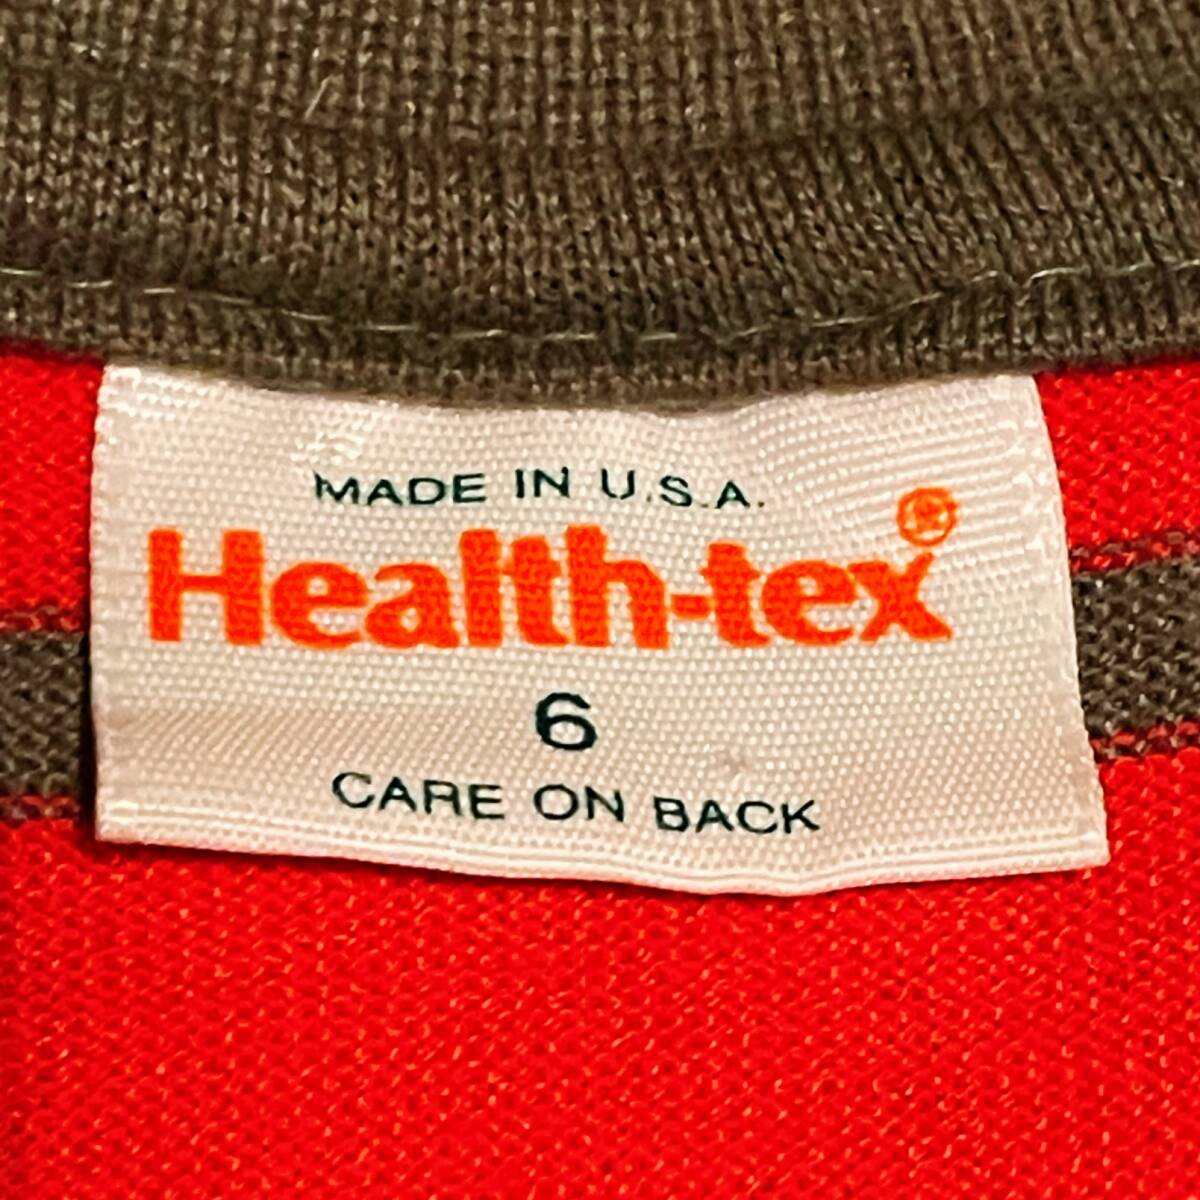 MADE IN U.S.A.
Health-tex®
6
CARE ON BACK